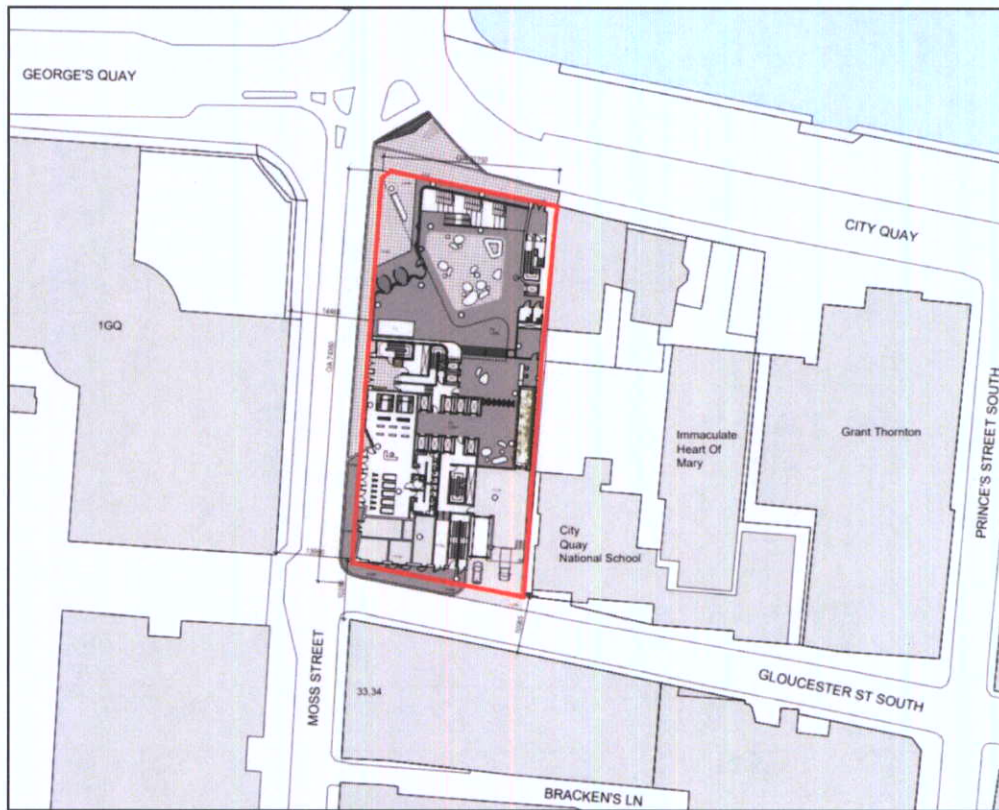 GEORGE'S QUAY
CITY QUAY
1GQ
14400
Immaculate
Heart Of
Mary
Grant Thornton
PRINCE'S STREET SOUTH
City
Quay
National School
MOSS STREET
33,34
GLOUCESTER ST SOUTH
BRACKEN'S LN